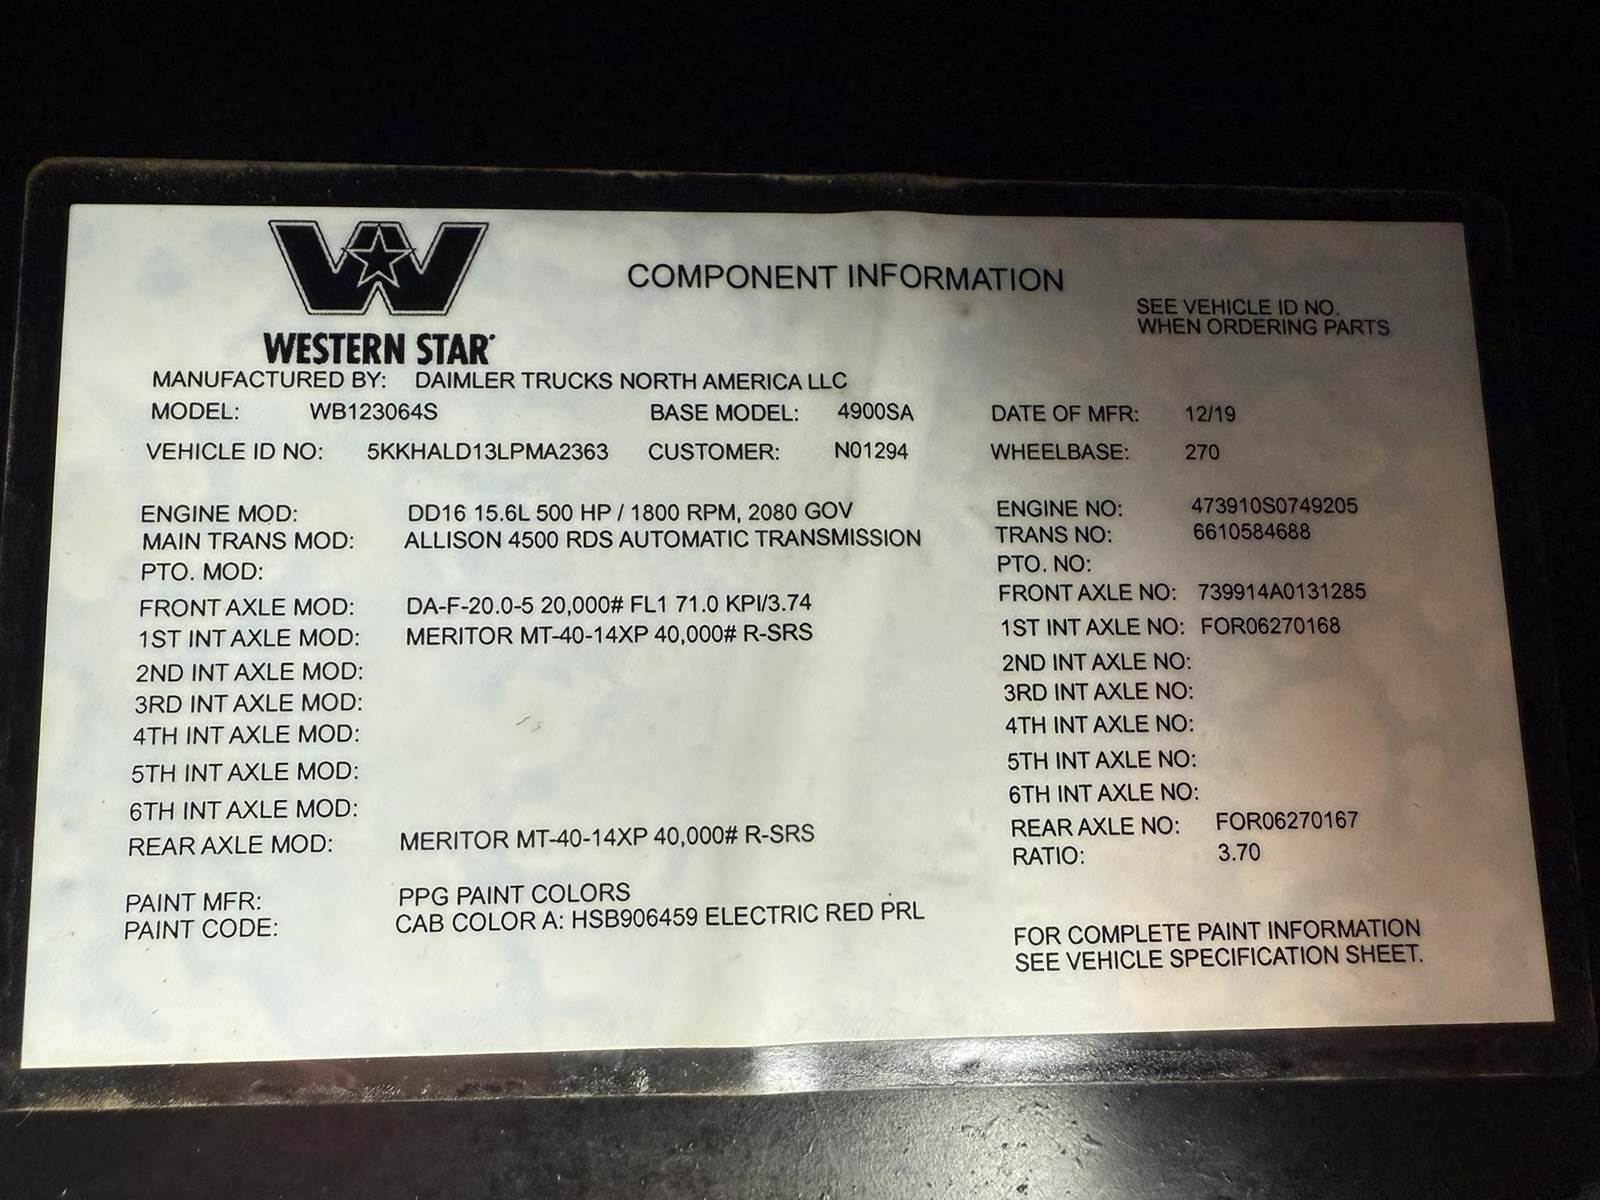 COMPONENT INFORMATION
SEE VEHICLE ID NO.
WHEN ORDERING PARTS
WESTERN STAR
MANUFACTURED BY: DAIMLER TRUCKS NORTH AMERICA LLC
MODEL: WB123064S BASE MODEL: 4900SA DATE OF MFR: 12/19
VEHICLE ID NO: 5KKHALD13LPMA2363 CUSTOMER: N01294 WHEELBASE: 270
ENGINE MOD: DD16 15.6L 500 HP / 1800 RPM, 2080 GOV ENGINE NO: 473910S0749205
MAIN TRANS MOD: ALLISON 4500 RDS AUTOMATIC TRANSMISSION TRANS NO: 6610584688
PTO. MOD: PTO. NO:
FRONT AXLE MOD: DA-F-20.0-5 20,000# FL1 71.0 KPI/3.74 FRONT AXLE NO: 739914A0131285
1ST INT AXLE MOD: MERITOR MT-40-14XP 40,000# R-SRS 1ST INT AXLE NO: FOR06270168
2ND INT AXLE MOD: 2ND INT AXLE NO:
3RD INT AXLE MOD: 3RD INT AXLE NO:
4TH INT AXLE MOD: 4TH INT AXLE NO:
5TH INT AXLE MOD: 5TH INT AXLE NO:
6TH INT AXLE MOD: 6TH INT AXLE NO:
REAR AXLE MOD: MERITOR MT-40-14XP 40,000# R-SRS REAR AXLE NO: FOR06270167
RATIO: 3.70
PAINT MFR: PPG PAINT COLORS
PAINT CODE: CAB COLOR A: HSB906459 ELECTRIC RED PRL
FOR COMPLETE PAINT INFORMATION
SEE VEHICLE SPECIFICATION SHEET.